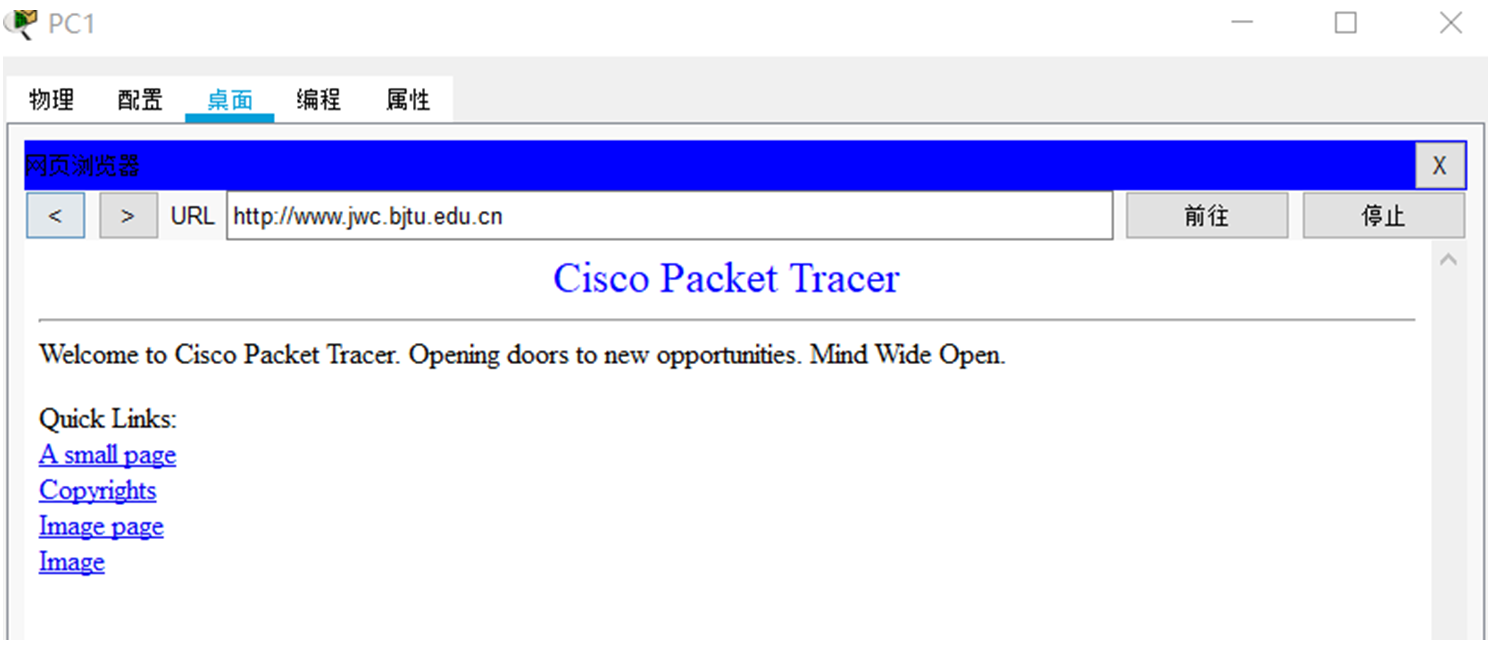 PC1
物理 配置 桌面 编程 属性
网页浏览器 X
< > URL http://www.jwc.bjtu.edu.cn 前往 停止
Cisco Packet Tracer
Welcome to Cisco Packet Tracer. Opening doors to new opportunities. Mind Wide Open.
Quick Links:
A small page
Copyrights
Image page
Image